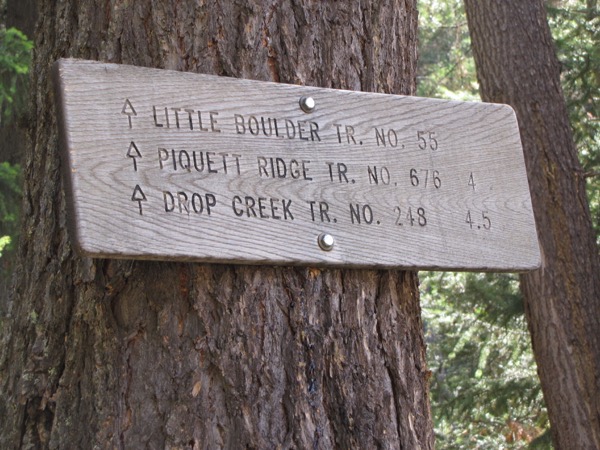 ↑ LITTLE BOULDER TR. NO. 55
↑ PIQUETT RIDGE TR. NO. 676 4
↑ DROP CREEK TR. NO. 248 4.5